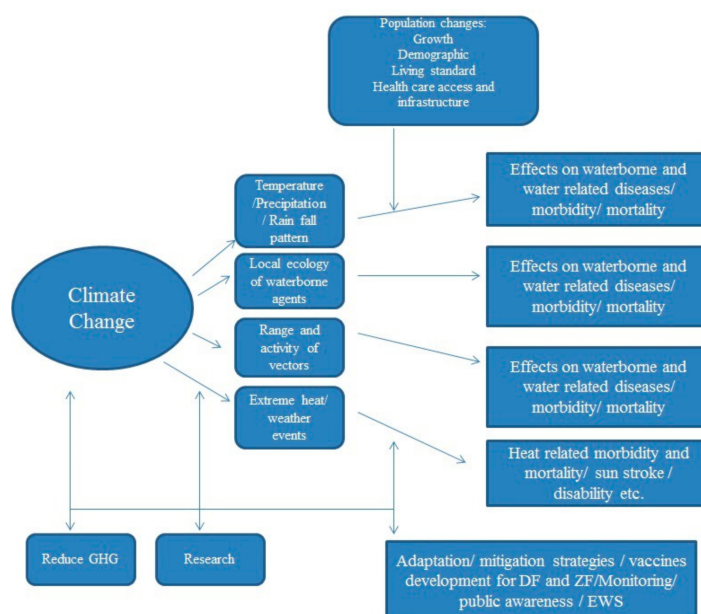 Population changes:
Growth
Demographic
Living standard
Health care access and
infrastructure
Temperature
/Precipitation
/ Rain fall
pattern
Effects on waterborne and
water related diseases/
morbidity/ mortality
Climate
Change
Local ecology
of waterborne
agents
Effects on waterborne and
water related diseases/
morbidity/ mortality
Range and
activity of
vectors
Effects on waterborne and
water related diseases/
morbidity/ mortality
Extreme heat/
weather
events
Heat related morbidity and
mortality/ sun stroke /
disability etc.
Reduce GHG
Research
Adaptation/ mitigation strategies / vaccines
development for DF and ZF/Monitoring/
public awareness / EWS